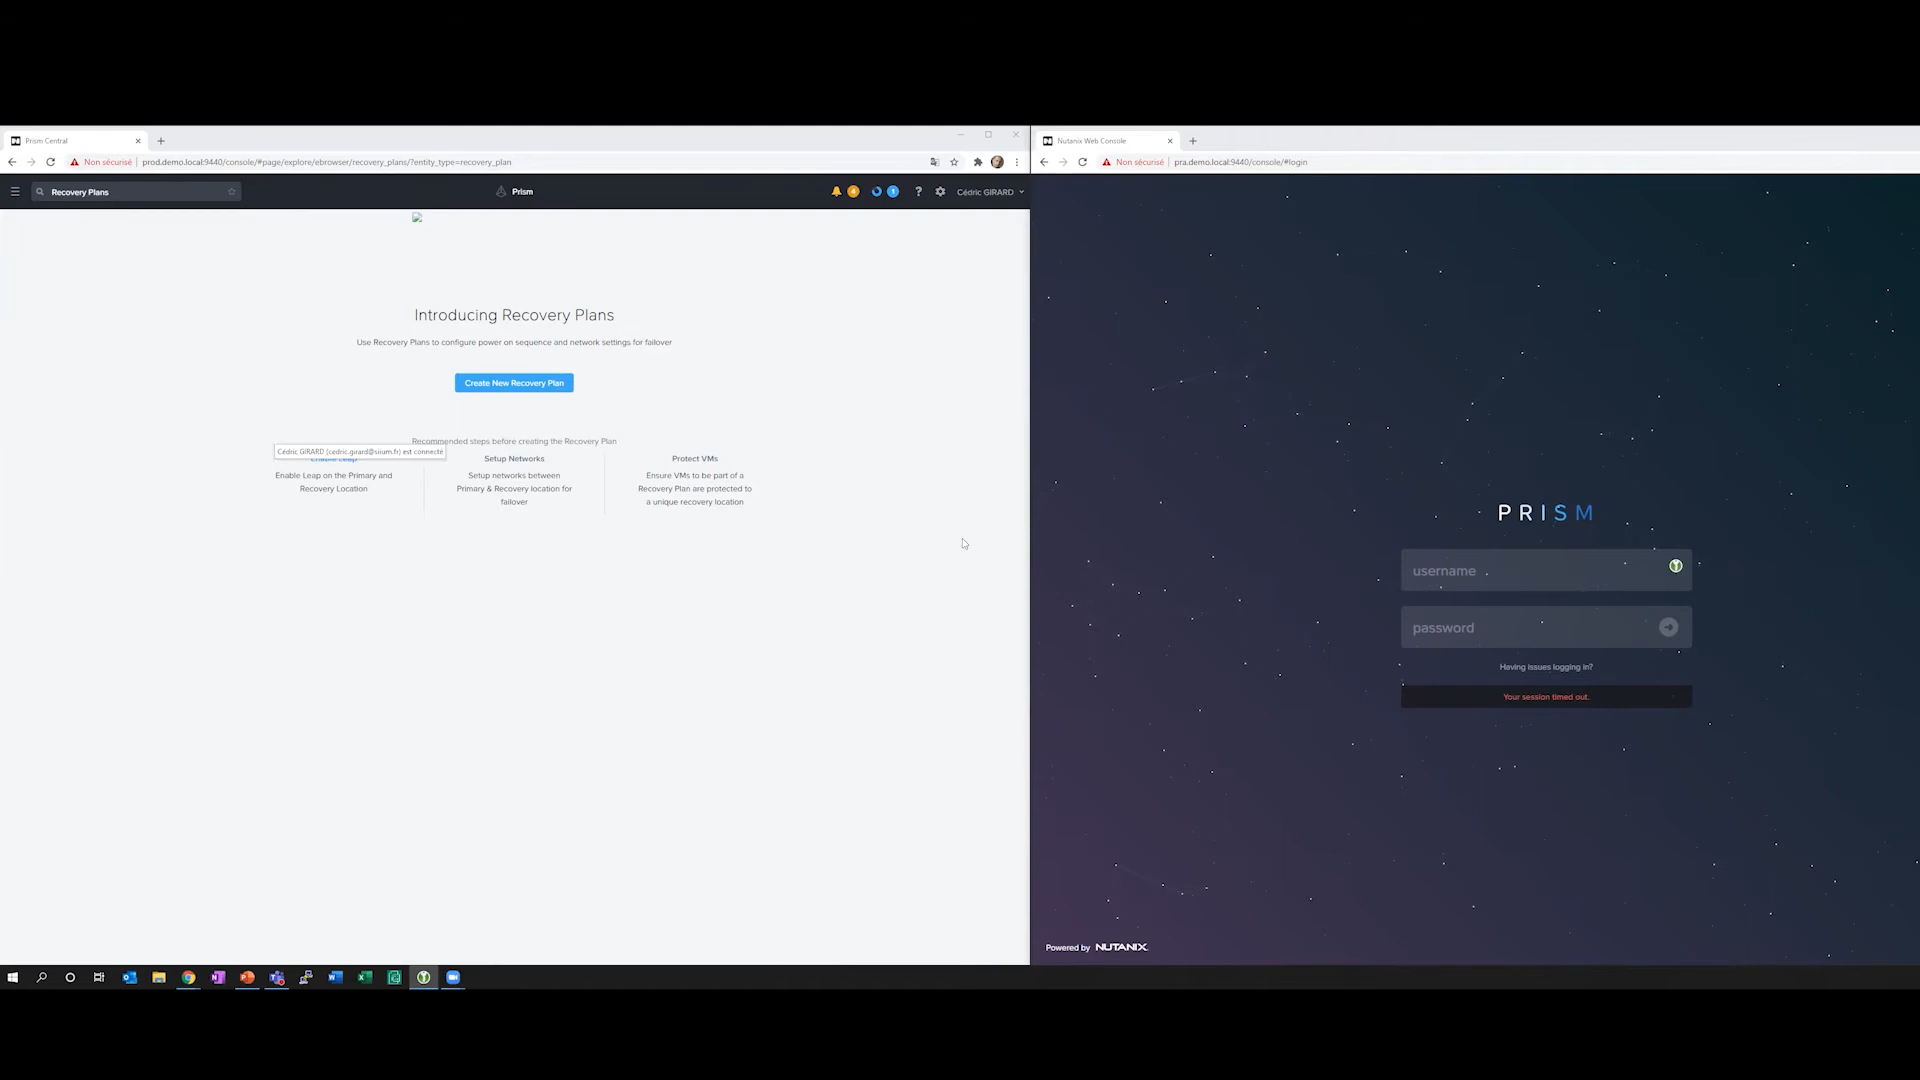 Prism Central
Non sécurisé
prod.demo.local:9440/console/#page/explore/ebrowser/recovery_plans/?entity_type=recovery_plan
Recovery Plans
Prism
4
1
?
Cédric GIRARD
Introducing Recovery Plans
Use Recovery Plans to configure power on sequence and network settings for failover
Create New Recovery Plan
Recommended steps before creating the Recovery Plan
Cédric GIRARD (cedric.girard@siium.fr) est connecté
Enable Leap
Enable Leap on the Primary and
Recovery Location
Setup Networks
Setup networks between
Primary & Recovery location for
failover
Protect VMs
Ensure VMs to be part of a
Recovery Plan are protected to
a unique recovery location
Nutanix Web Console
Non sécurisé
pra.demo.local:9440/console/#login
PRISM
username
password
Having issues logging in?
Your session timed out.
Powered by NUTANIX.